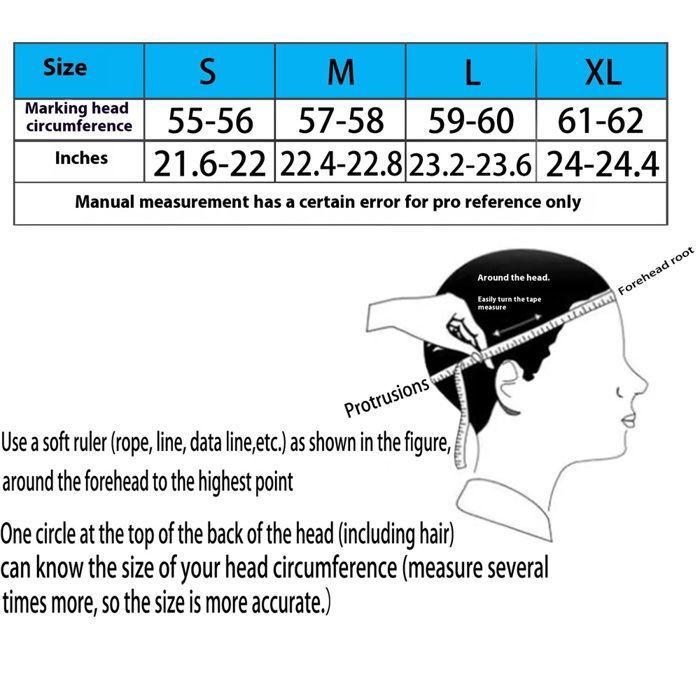 Size S M L XL
Marking head
circumference 55-56 57-58 59-60 61-62
Inches 21.6-22 22.4-22.8 23.2-23.6 24-24.4
Manual measurement has a certain error for pro reference only
Forehead root
Around the head.
Easily turn the tape
measure
Protrusions
Use a soft ruler (rope, line, data line,etc.) as shown in the figure,
around the forehead to the highest point
One circle at the top of the back of the head (including hair)
can know the size of your head circumference (measure several
times more, so the size is more accurate.)